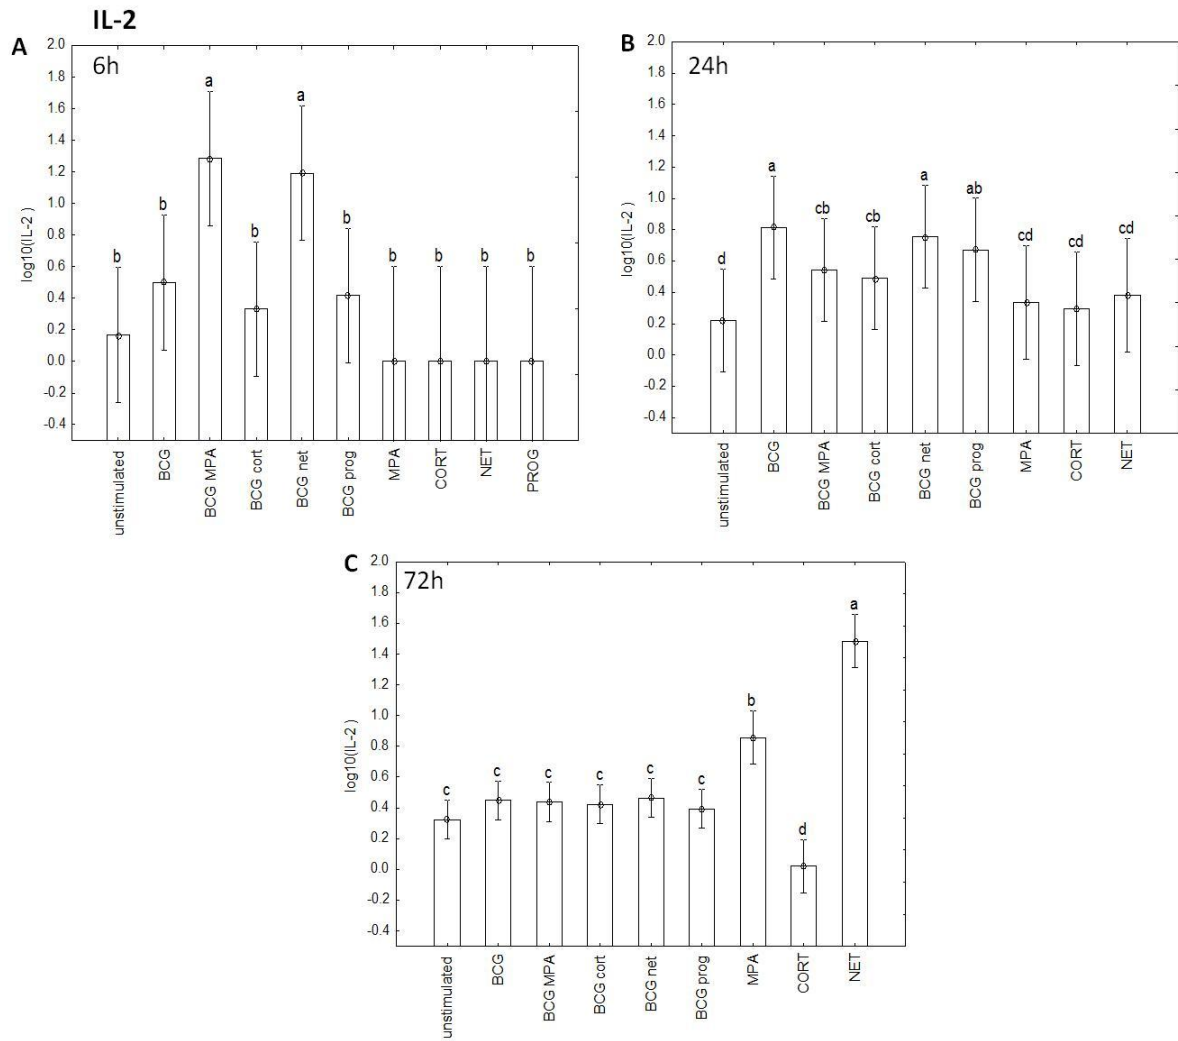 IL-2
A
6h
2.0
1.8
1.6
1.4
1.2
1.0
0.8
0.6
0.4
0.2
0.0
-0.2
-0.4
log10(IL-2 )
b
b
a
b
a
b
b
b
b
b
unstimulated
BCG
BCG MPA
BCG cort
BCG net
BCG prog
MPA
CORT
NET
PROG
B
24h
2.0
1.8
1.6
1.4
1.2
1.0
0.8
0.6
0.4
0.2
0.0
-0.2
-0.4
log10(IL-2 )
d
a
cb
cb
a
ab
cd
cd
cd
unstimulated
BCG
BCG MPA
BCG cort
BCG net
BCG prog
MPA
CORT
NET
C
72h
2.0
1.8
1.6
1.4
1.2
1.0
0.8
0.6
0.4
0.2
0.0
-0.2
-0.4
log10(IL-2 )
c
c
c
c
c
c
b
d
a
unstimulated
BCG
BCG MPA
BCG cort
BCG net
BCG prog
MPA
CORT
NET